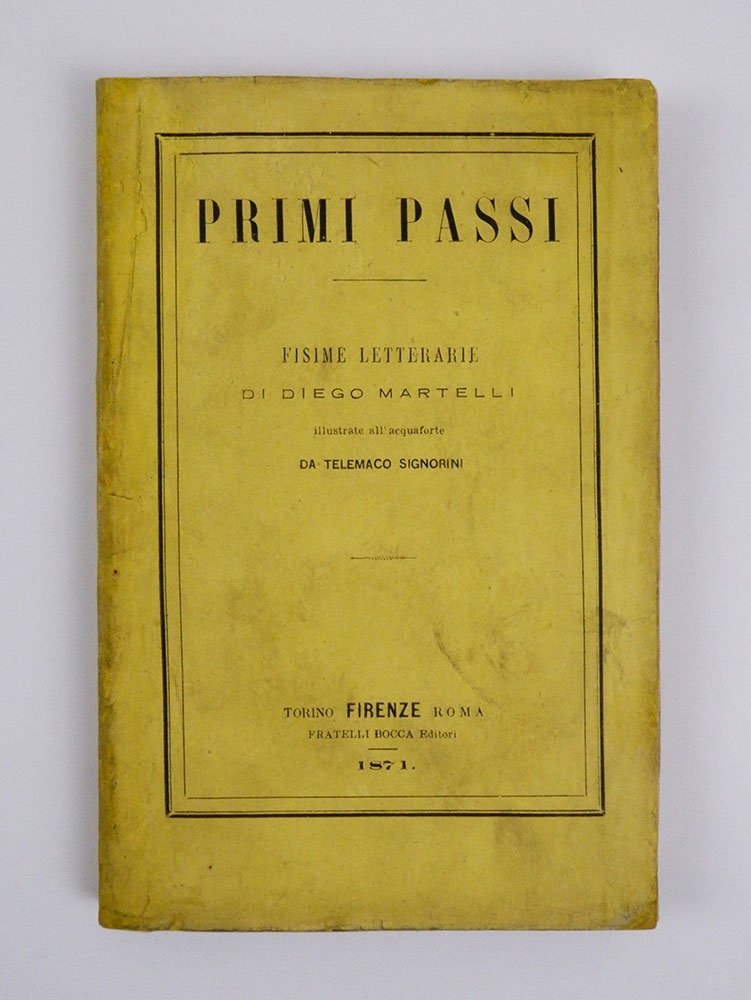 PRIMI PASSI
FISIME LETTERARIE
DI DIEGO MARTELLI
illustrate all'acquaforte
DA TELEMACO SIGNORINI
TORINO FIRENZE ROMA
FRATELLI BOCCA Editori
1871.